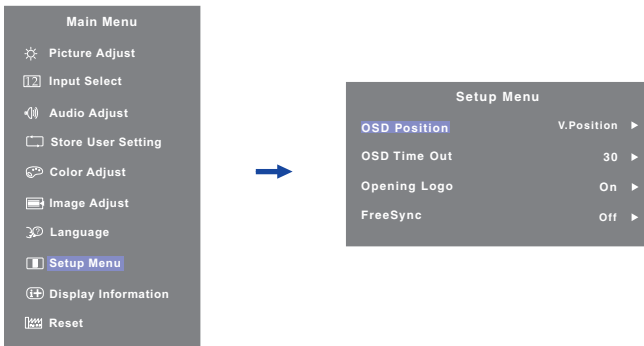 Main Menu
Picture Adjust
12 Input Select
Audio Adjust
Store User Setting
Color Adjust
Image Adjust
Language
Setup Menu
Display Information
Reset
Setup Menu
OSD Position V.Position ►
OSD Time Out 30 ►
Opening Logo On ►
FreeSync Off ►